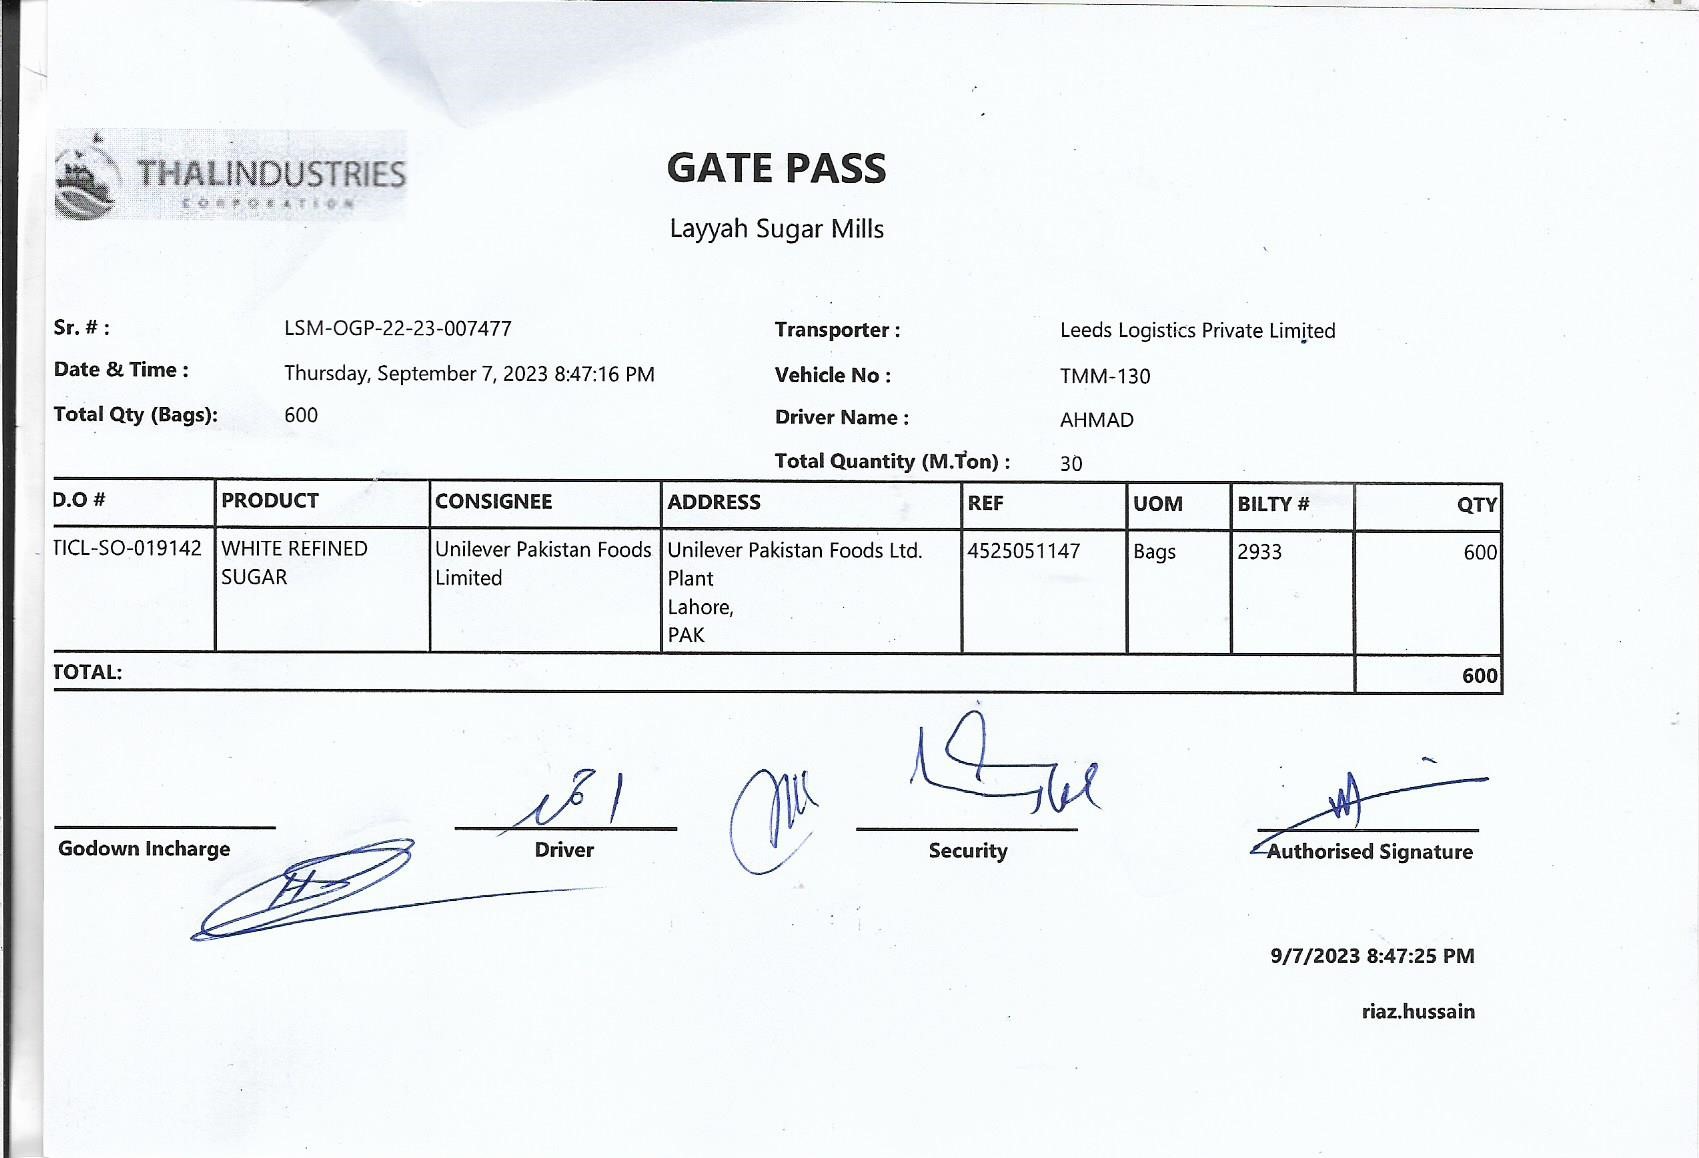 THALINDUSTRIES
CORPORATION
GATE PASS
Layyah Sugar Mills
Sr. # : LSM-OGP-22-23-007477 Transporter : Leeds Logistics Private Limited
Date & Time : Thursday, September 7, 2023 8:47:16 PM Vehicle No : TMM-130
Total Qty (Bags): 600 Driver Name : AHMAD
Total Quantity (M.Ton) : 30
D.O # PRODUCT CONSIGNEE ADDRESS REF UOM BILTY # QTY
TICL-SO-019142 WHITE REFINED Unilever Pakistan Foods Unilever Pakistan Foods Ltd. 4525051147 Bags 2933 600
SUGAR Limited Plant
Lahore,
PAK
TOTAL: 600
Godown Incharge Driver Security Authorised Signature
9/7/2023 8:47:25 PM
riaz.hussain